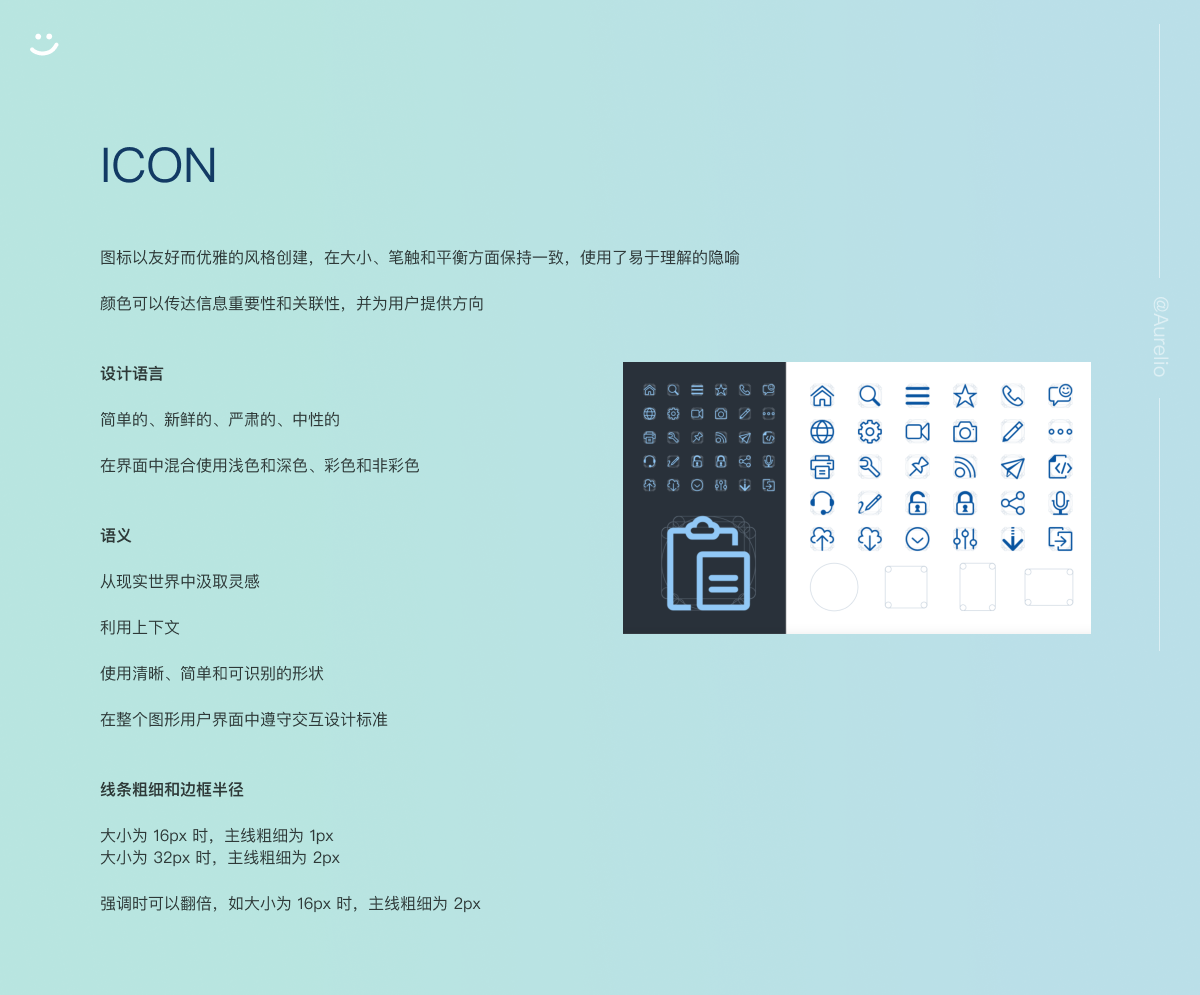 ICON
图标以友好而优雅的风格创建，在大小、笔触和平衡方面保持一致，使用了易于理解的隐喻
颜色可以传达信息重要性和关联性，并为用户提供方向
设计语言
简单的、新鲜的、严肃的、中性的
在界面中混合使用浅色和深色、彩色和非彩色
语义
从现实世界中汲取灵感
利用上下文
使用清晰、简单和可识别的形状
在整个图形用户界面中遵守交互设计标准
线条粗细和边框半径
大小为 16px 时，主线粗细为 1px
大小为 32px 时，主线粗细为 2px
强调时可以翻倍，如大小为 16px 时，主线粗细为 2px
@Aurelio